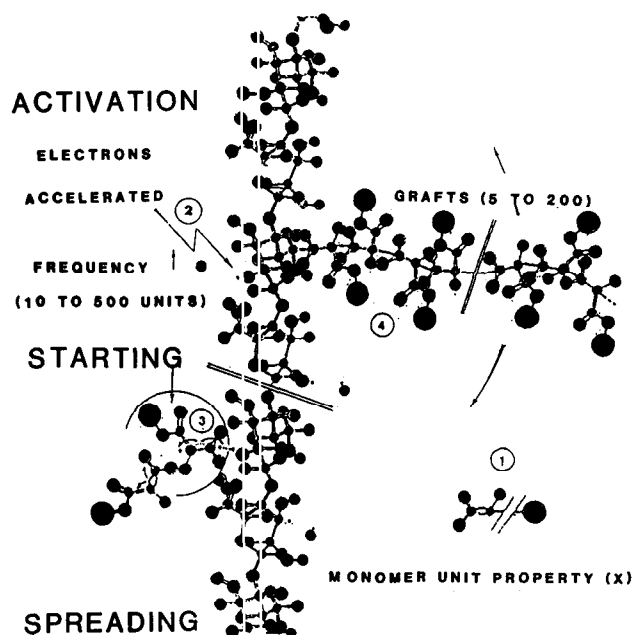 ACTIVATION
ELECTRONS
ACCELERATED
2
FREQUENCY
(10 TO 500 UNITS)
GRAFTS (5 TO 200)
4
STARTING
3
1
MONOMER UNIT PROPERTY (X)
SPREADING